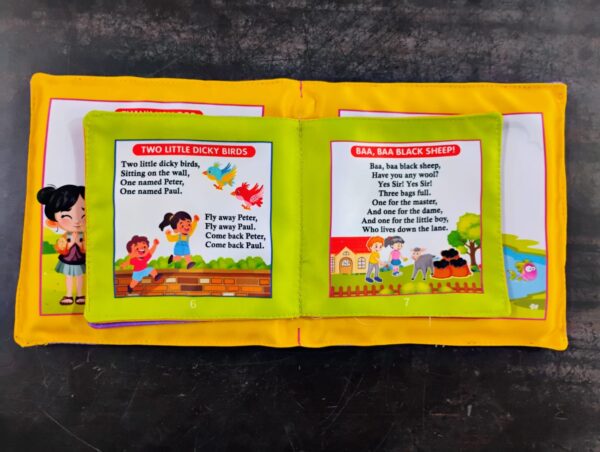 TWO LITTLE DICKY BIRDS
Two little dicky birds,
Sitting on the wall,
One named Peter,
One named Paul.
Fly away Peter,
Fly away Paul.
Come back Peter,
Come back Paul.
6
BAA, BAA BLACK SHEEP!
Baa, baa black sheep,
Have you any wool?
Yes Sir! Yes Sir!
Three bags full.
One for the master,
And one for the dame,
And one for the little boy,
Who lives down the lane.
7